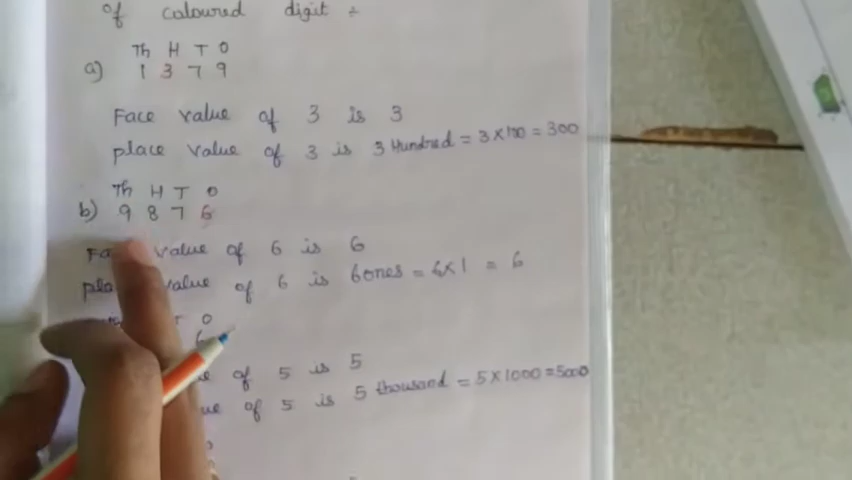 of caloured digit :-
Th H T O
a) 1 3 7 9
Face value of 3 is 3
place value of 3 is 3 Hundred = 3 × 100 = 300
Th H T O
b) 9 8 7 6
value of 6 is 6
value of 6 is 6ones = 6×1 = 6
T O
of 5 is 5
of 5 is 5 thousand = 5 × 1000 = 5000